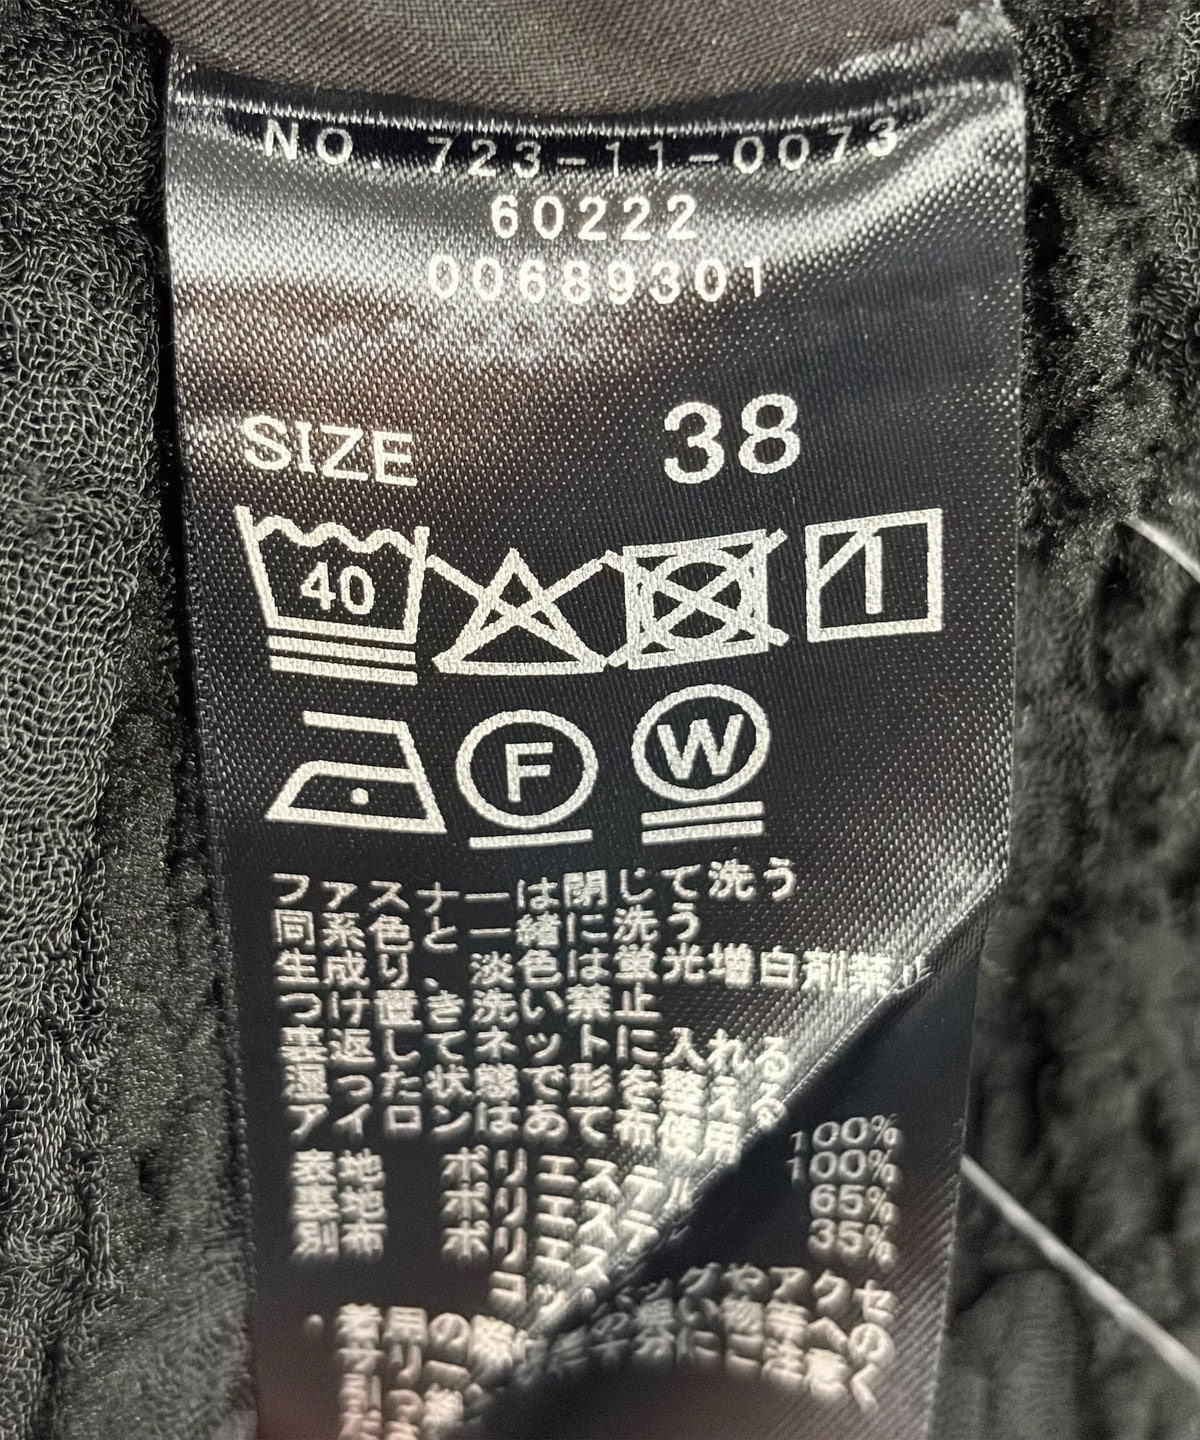 NO. 723-11-0073
60222
00689301
SIZE 38
40
F W
ファスナーは閉じて洗う
同系色と一緒に洗う
生成り、淡色は蛍光増白剤禁止
つけ置き洗い禁止
裏返してネットに入れる
湿った状態で形を整える
アイロンはあて布使用
表地 ポリエステル 100%
裏地 ポリエステル 100%
別布 ポリエステル 65%
コッ 35%
・着用の際に